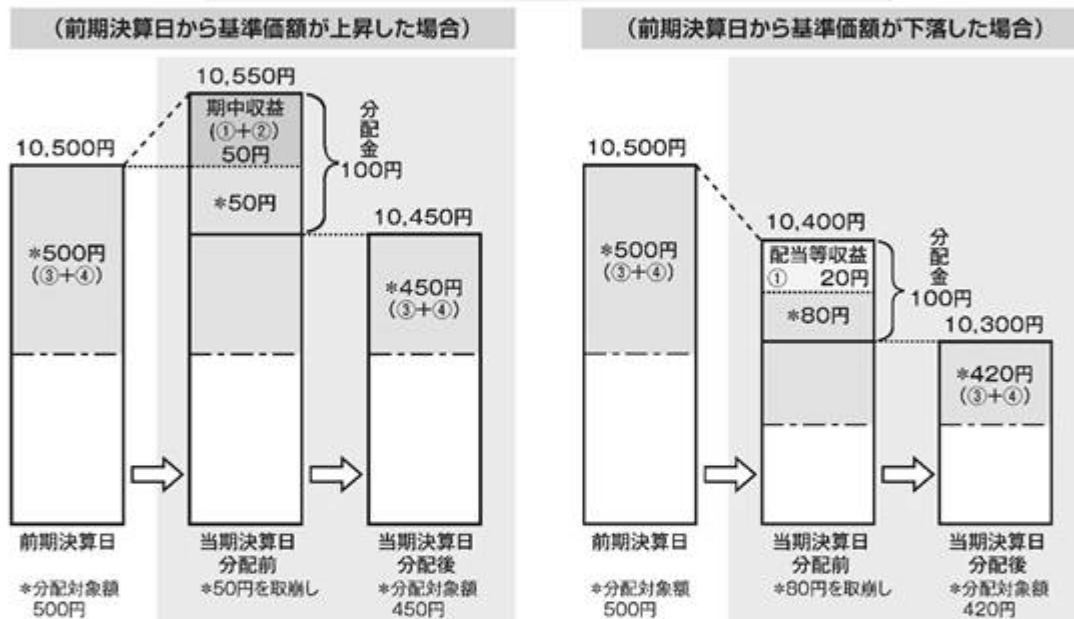 (前期決算日から基準価額が上昇した場合)
10,550円
期中収益
(①+②)
50円
*50円
分配金
100円
10,500円
*500円
(③+④)
10,450円
*450円
(③+④)
前期決算日
*分配対象額
500円
当期決算日
分配前
*50円を取崩し
当期決算日
分配後
*分配対象額
450円
(前期決算日から基準価額が下落した場合)
10,500円
*500円
(③+④)
10,400円
配当等収益
① 20円
*80円
分配金
100円
10,300円
*420円
(③+④)
前期決算日
*分配対象額
500円
当期決算日
分配前
*80円を取崩し
当期決算日
分配後
*分配対象額
420円